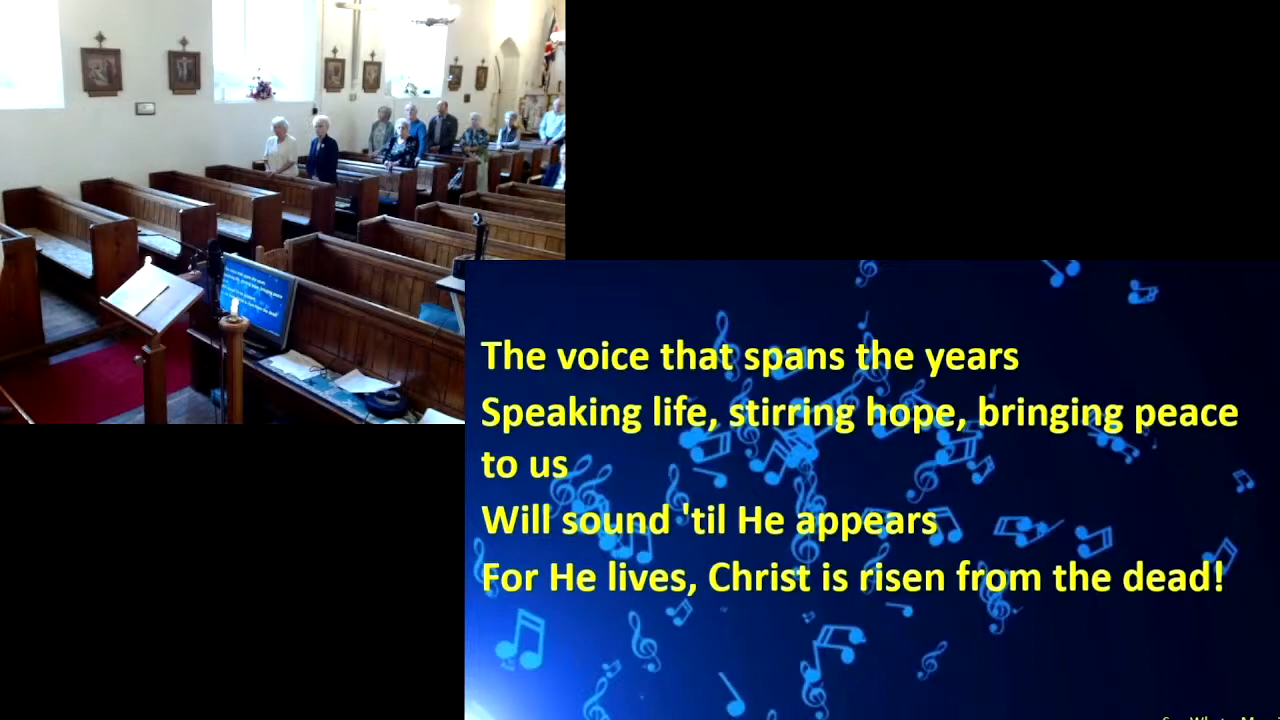 The voice that spans the years
Speaking life, stirring hope, bringing peace
to us
Will sound 'til He appears
For He lives, Christ is risen from the dead!